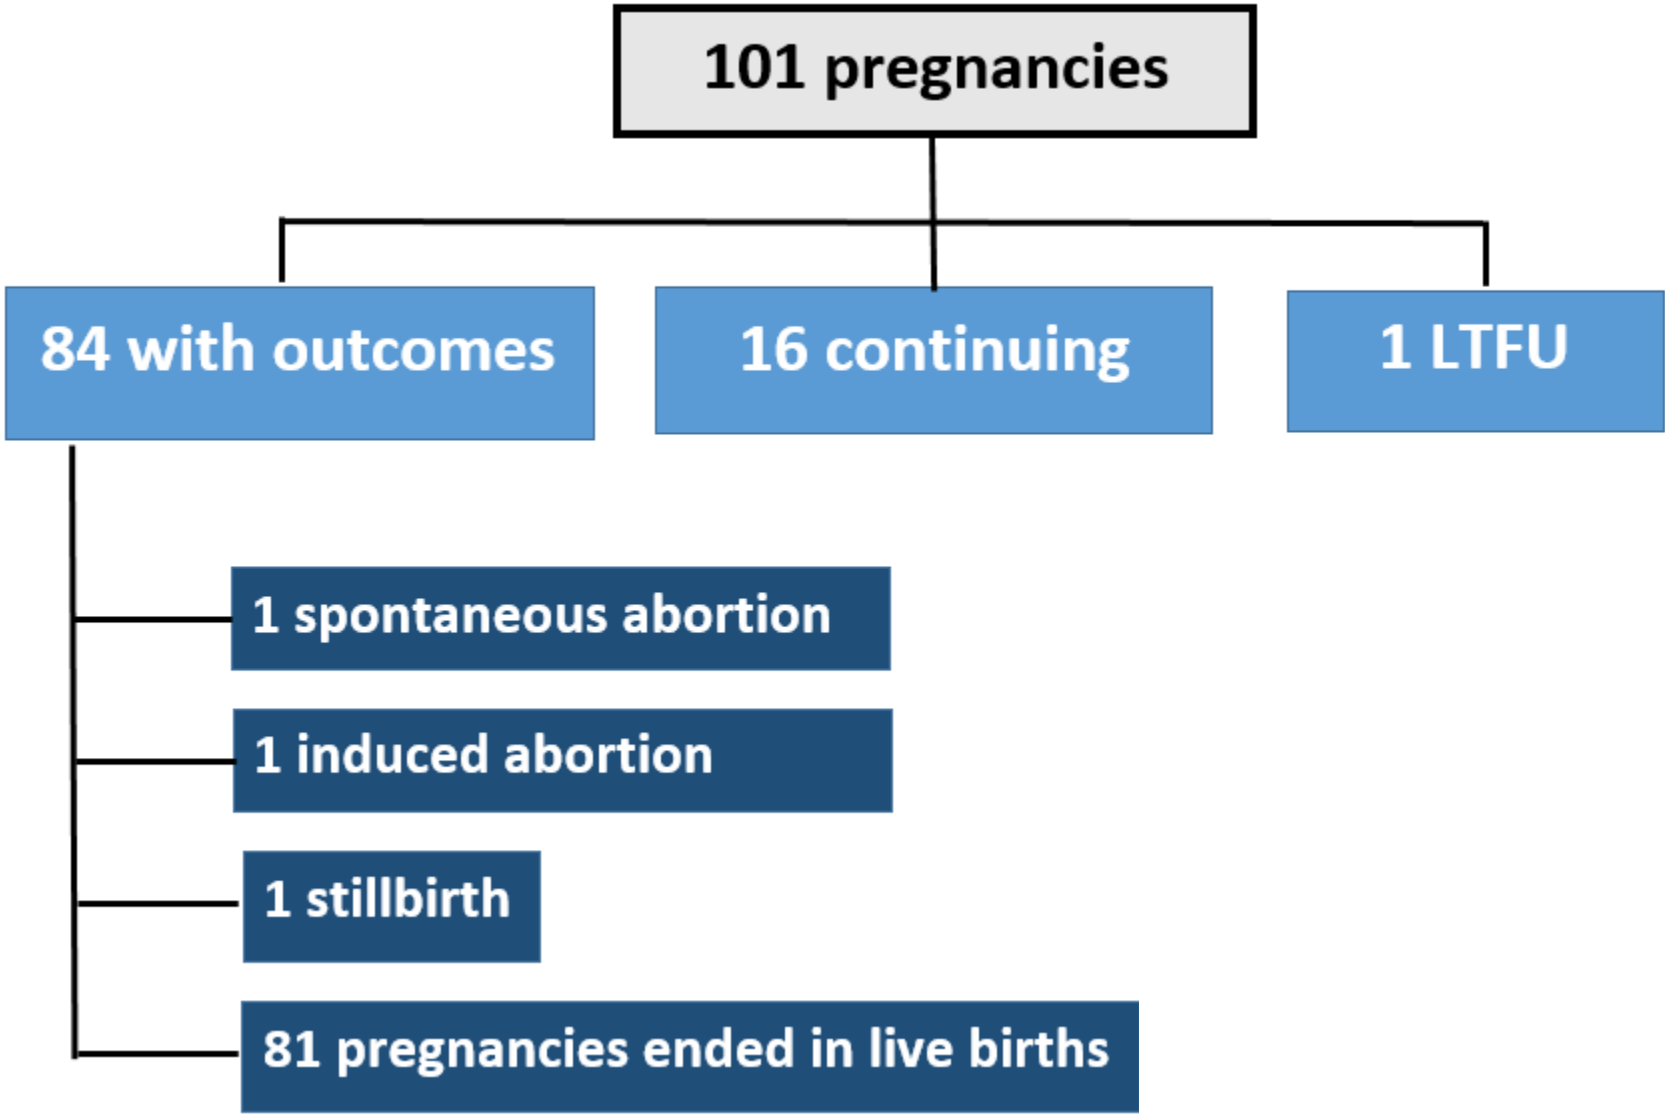 101 pregnancies
84 with outcomes
16 continuing
1 LTFU
1 spontaneous abortion
1 induced abortion
1 stillbirth
81 pregnancies ended in live births